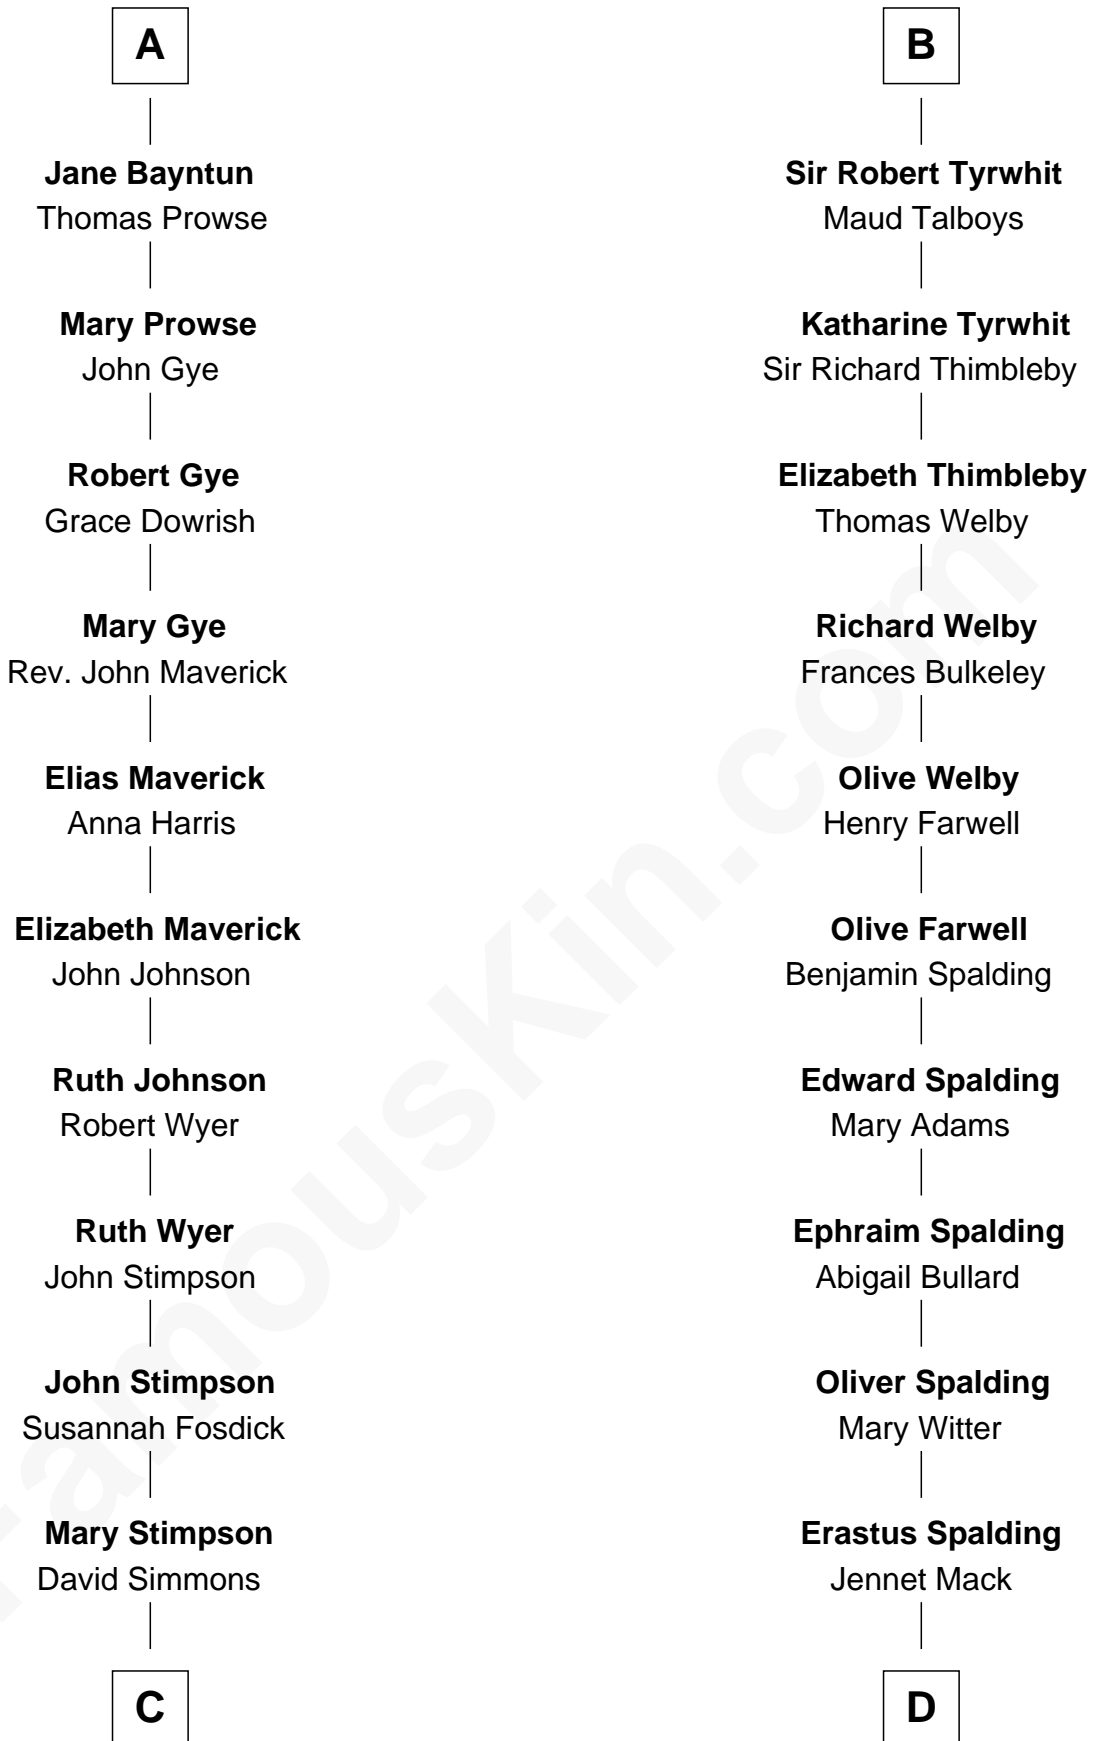 A
Jane Bayntun
Thomas Prowse
Mary Prowse
John Gye
Robert Gye
Grace Dowrish
Mary Gye
Rev. John Maverick
Elias Maverick
Anna Harris
Elizabeth Maverick
John Johnson
Ruth Johnson
Robert Wyer
Ruth Wyer
John Stimpson
John Stimpson
Susannah Fosdick
Mary Stimpson
David Simmons
C
B
Sir Robert Tyrwhit
Maud Talboys
Katharine Tyrwhit
Sir Richard Thimbleby
Elizabeth Thimbleby
Thomas Welby
Richard Welby
Frances Bulkeley
Olive Welby
Henry Farwell
Olive Farwell
Benjamin Spalding
Edward Spalding
Mary Adams
Ephraim Spalding
Abigail Bullard
Oliver Spalding
Mary Witter
Erastus Spalding
Jennet Mack
D
FamousKin.com